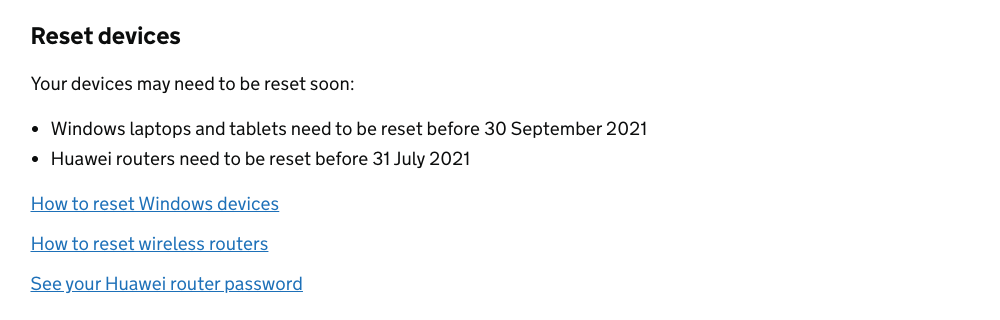 Reset devices
Your devices may need to be reset soon:
• Windows laptops and tablets need to be reset before 30 September 2021
• Huawei routers need to be reset before 31 July 2021
How to reset Windows devices
How to reset wireless routers
See your Huawei router password